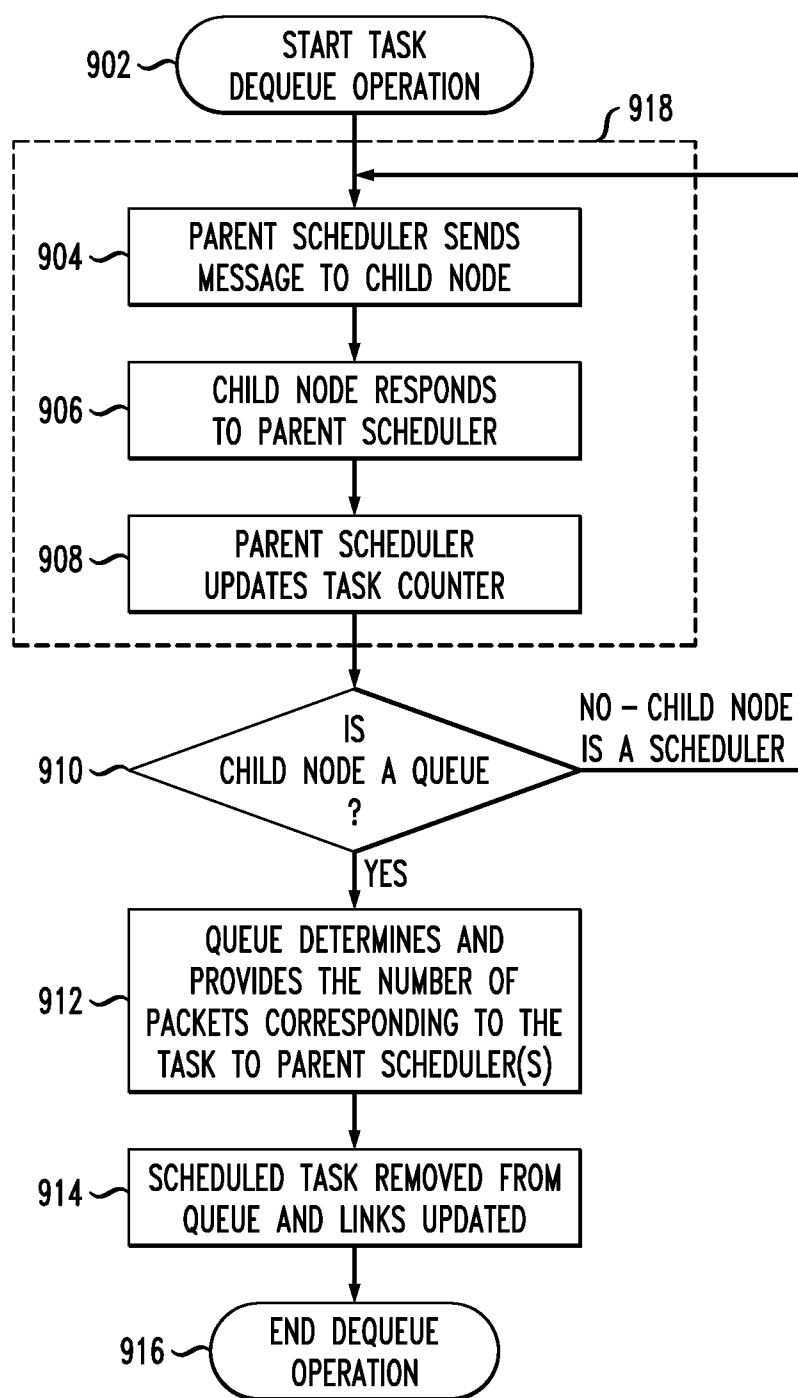 START TASK
DEQUEUE OPERATION
902
918
PARENT SCHEDULER SENDS
MESSAGE TO CHILD NODE
904
CHILD NODE RESPONDS
TO PARENT SCHEDULER
906
PARENT SCHEDULER
UPDATES TASK COUNTER
908
IS
CHILD NODE A QUEUE
?
910
NO – CHILD NODE
IS A SCHEDULER
YES
QUEUE DETERMINES AND
PROVIDES THE NUMBER OF
PACKETS CORRESPONDING TO THE
TASK TO PARENT SCHEDULER(S)
912
SCHEDULED TASK REMOVED FROM
QUEUE AND LINKS UPDATED
914
END DEQUEUE
OPERATION
916